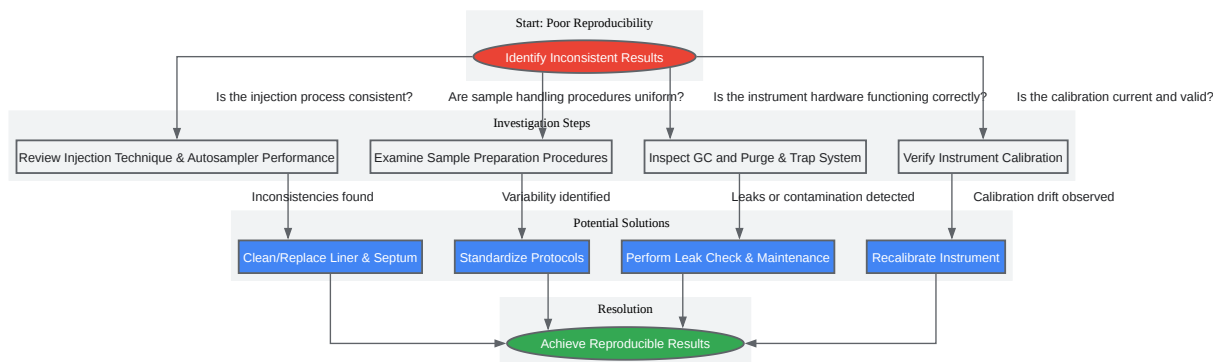 Start: Poor Reproducibility
Identify Inconsistent Results
Is the injection process consistent?
Are sample handling procedures uniform?
Is the instrument hardware functioning correctly?
Is the calibration current and valid?
Investigation Steps
Review Injection Technique & Autosampler Performance
Examine Sample Preparation Procedures
Inspect GC and Purge & Trap System
Verify Instrument Calibration
Inconsistencies found
Variability identified
Leaks or contamination detected
Calibration drift observed
Potential Solutions
Clean/Replace Liner & Septum
Standardize Protocols
Perform Leak Check & Maintenance
Recalibrate Instrument
Resolution
Achieve Reproducible Results